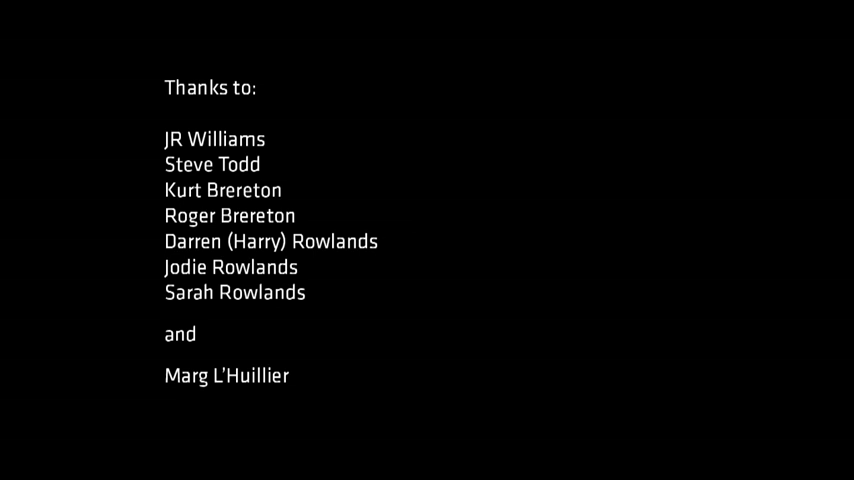 Thanks to:
JR Williams
Steve Todd
Kurt Brereton
Roger Brereton
Darren (Harry) Rowlands
Jodie Rowlands
Sarah Rowlands
and
Marg L’Huillier